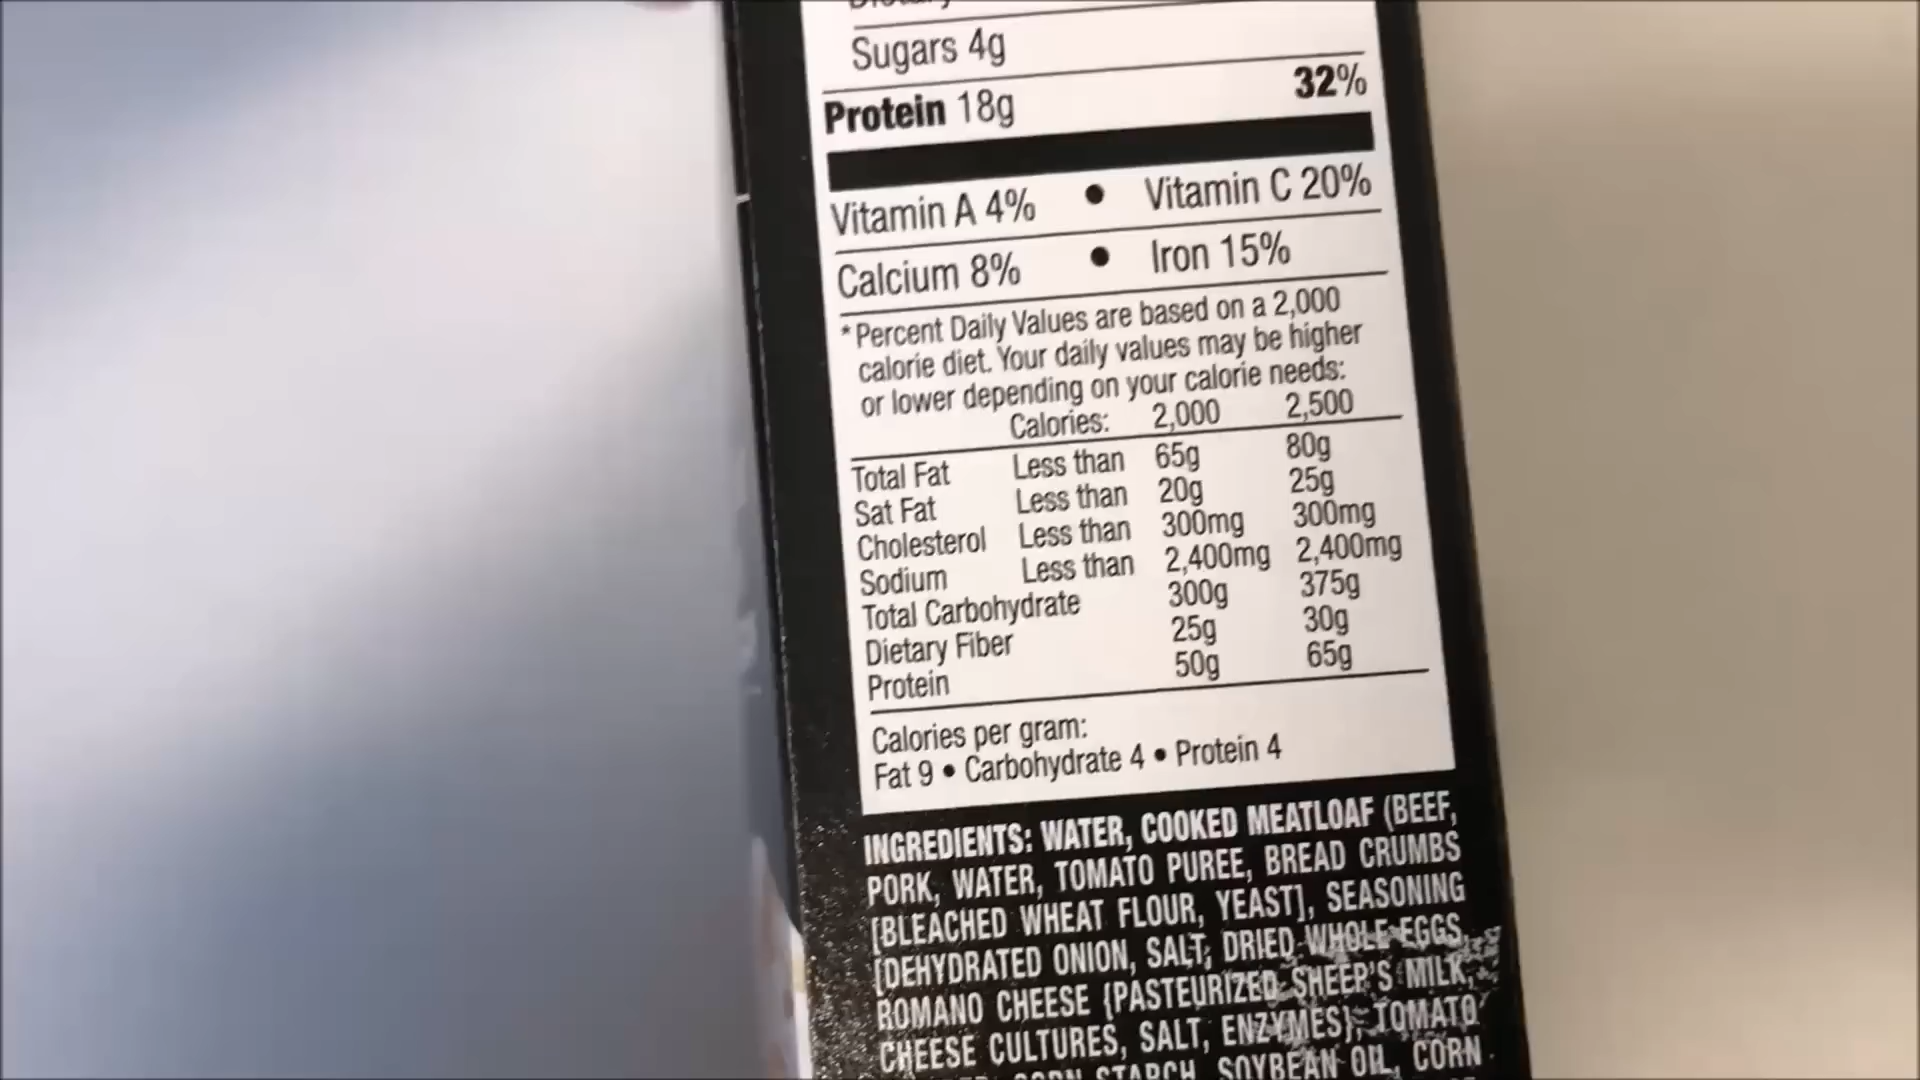 Sugars 4g
Protein 18g 32%
Vitamin A 4% • Vitamin C 20%
Calcium 8% • Iron 15%
*Percent Daily Values are based on a 2,000
calorie diet. Your daily values may be higher
or lower depending on your calorie needs:
Calories: 2,000 2,500
Total Fat Less than 65g 80g
Sat Fat Less than 20g 25g
Cholesterol Less than 300mg 300mg
Sodium Less than 2,400mg 2,400mg
Total Carbohydrate 300g 375g
Dietary Fiber 25g 30g
Protein 50g 65g
Calories per gram:
Fat 9 • Carbohydrate 4 • Protein 4
INGREDIENTS: WATER, COOKED MEATLOAF (BEEF,
PORK, WATER, TOMATO PUREE, BREAD CRUMBS
[BLEACHED WHEAT FLOUR, YEAST], SEASONING
[DEHYDRATED ONION, SALT, DRIED WHOLE EGGS,
ROMANO CHEESE {PASTEURIZED SHEEP'S MILK,
CHEESE CULTURES, SALT, ENZYMES}, TOMATO
CORN STARCH, SOYBEAN OIL, CORN